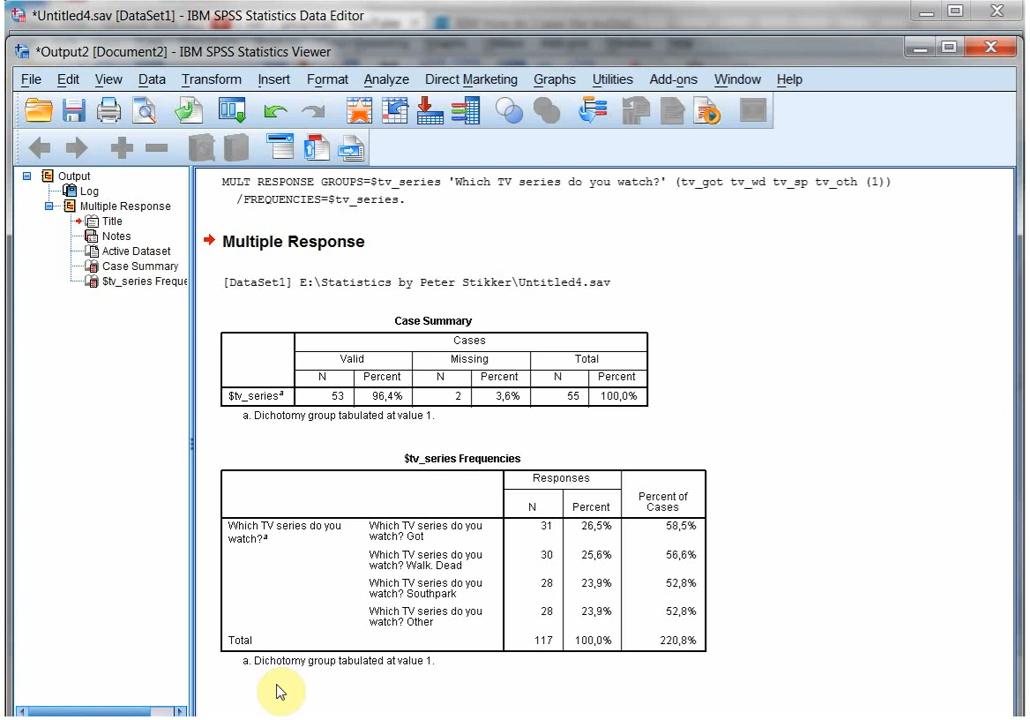 *Untitled4.sav [DataSet1] - IBM SPSS Statistics Data Editor
*Output2 [Document2] - IBM SPSS Statistics Viewer
File Edit View Data Transform Insert Format Analyze Direct Marketing Graphs Utilities Add-ons Window Help
Output
Log
Multiple Response
Title
Notes
Active Dataset
Case Summary
$tv_series Freque
MULT RESPONSE GROUPS=$tv_series 'Which TV series do you watch?' (tv_got tv_wd tv_sp tv_oth (1))
/FREQUENCIES=$tv_series.
Multiple Response
[DataSet1] E:\Statistics by Peter Stikker\Untitled4.sav
Case Summary
Cases
Valid Missing Total
N Percent N Percent N Percent
$tv_seriesa 53 96,4% 2 3,6% 55 100,0%
a. Dichotomy group tabulated at value 1.
$tv_series Frequencies
Responses
Percent of
N Percent Cases
Which TV series do you Which TV series do you 31 26,5% 58,5%
watch?a watch? Got
Which TV series do you 30 25,6% 56,6%
watch? Walk. Dead
Which TV series do you 28 23,9% 52,8%
watch? Southpark
Which TV series do you 28 23,9% 52,8%
watch? Other
Total 117 100,0% 220,8%
a. Dichotomy group tabulated at value 1.